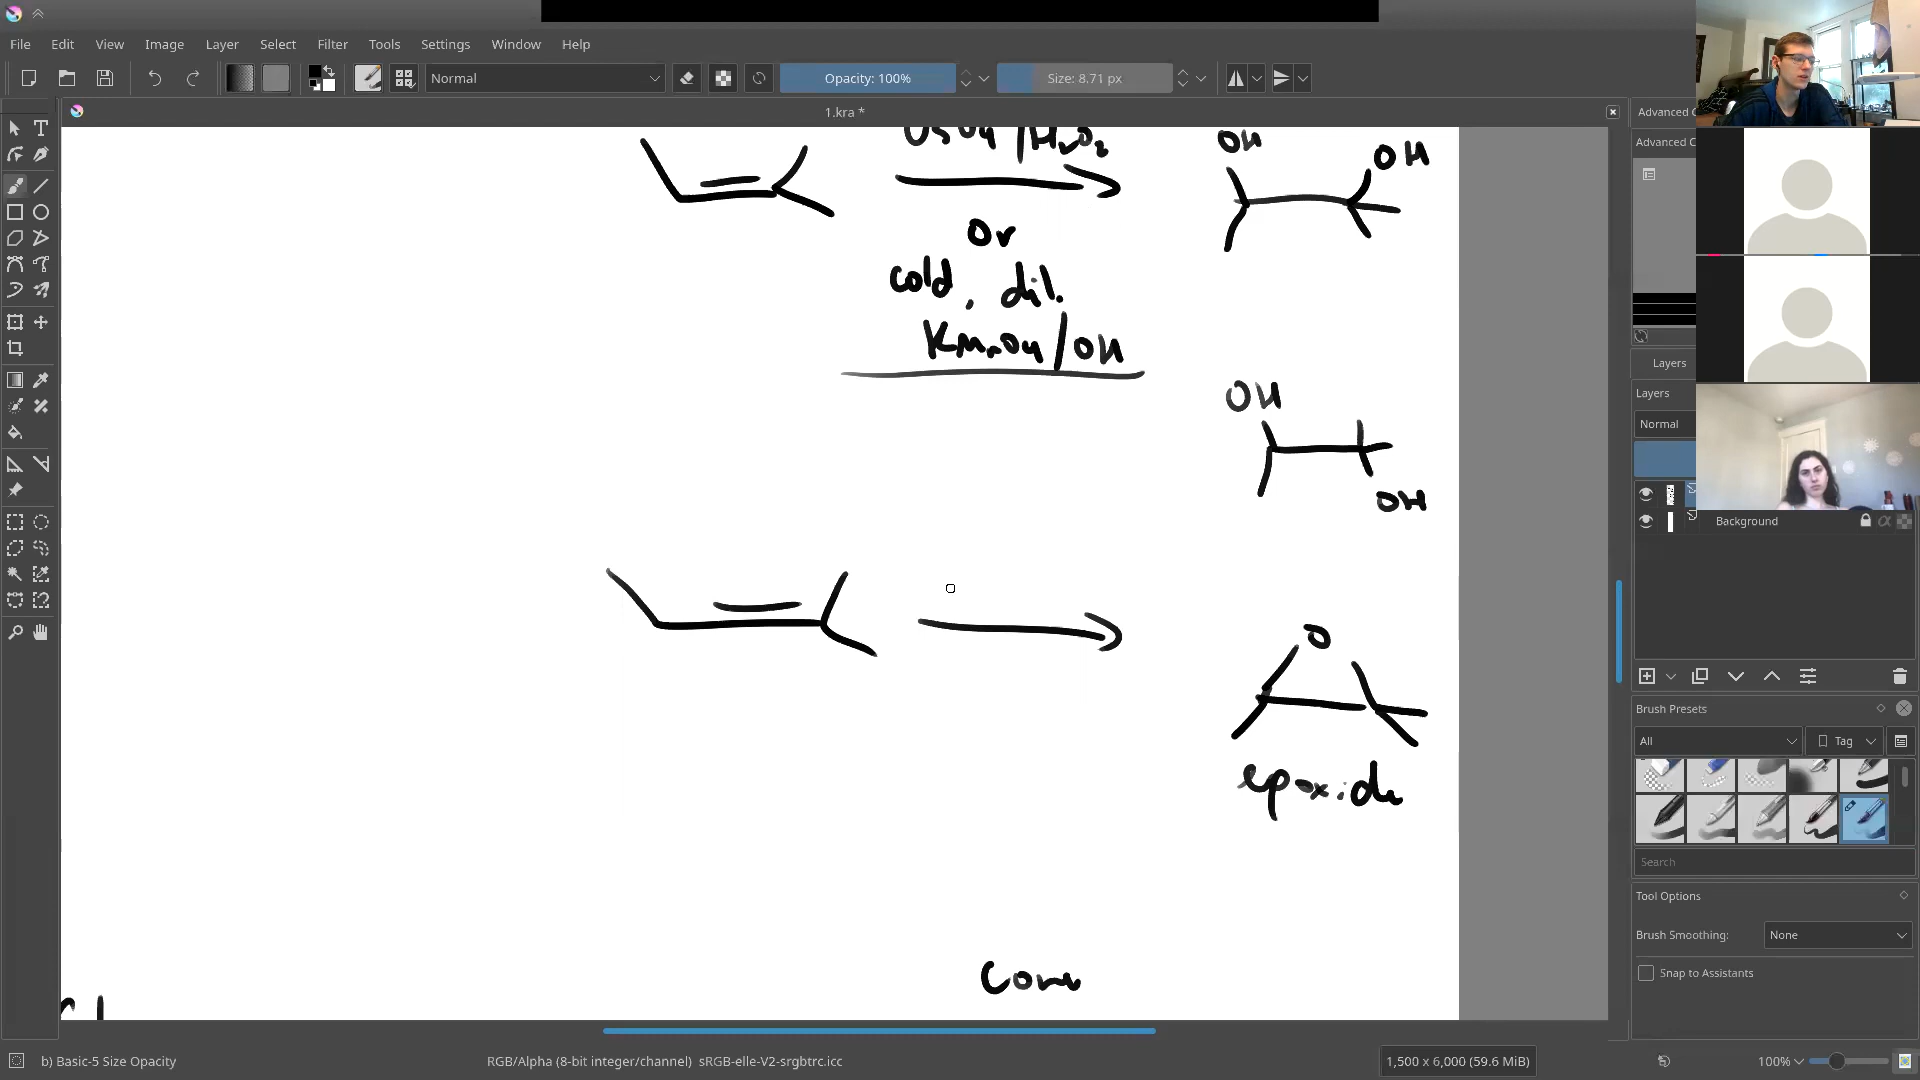 File Edit View Image Layer Select Filter Tools Settings Window Help
Normal
Opacity: 100%
Size: 8.71 px
1.kra *
OsO4/H2O2
OH
OH
Or
cold, dil.
KMnO4/OH
OH
OH
O
epoxide
Conc
Advanced C
Advanced C
Layers
Layers
Normal
Background
Brush Presets
All
Tag
Search
Tool Options
Brush Smoothing: None
Snap to Assistants
b) Basic-5 Size Opacity
RGB/Alpha (8-bit integer/channel) sRGB-elle-V2-srgbtrc.icc
1,500 x 6,000 (59.6 MiB)
100%